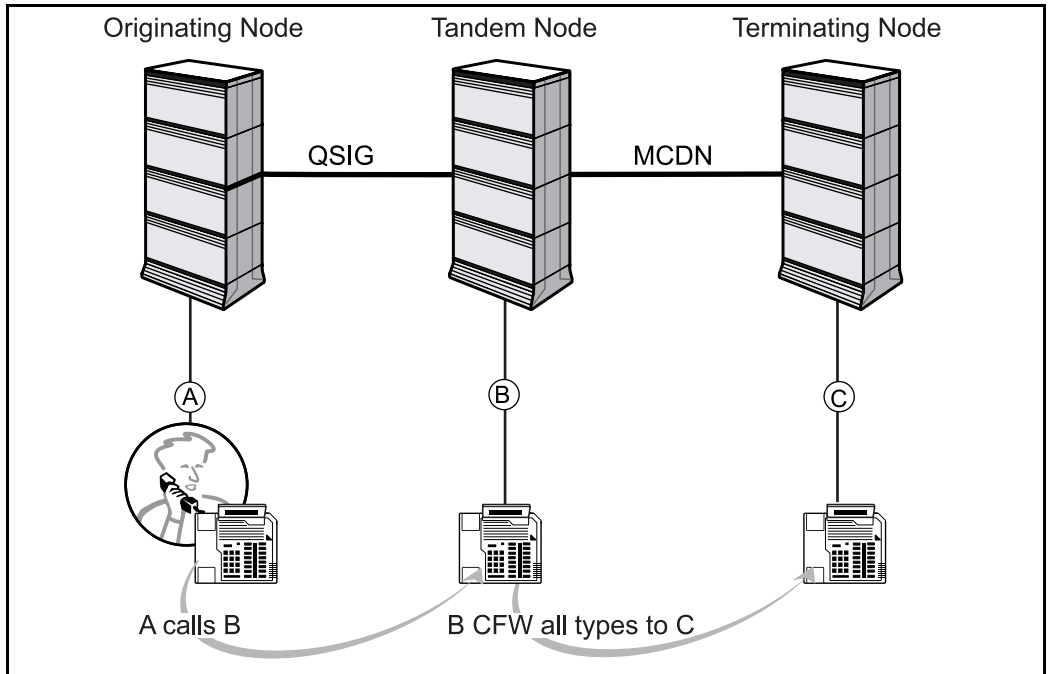 Originating Node
Tandem Node
Terminating Node
QSIG
MCDN
A
B
C
A calls B
B CFW all types to C